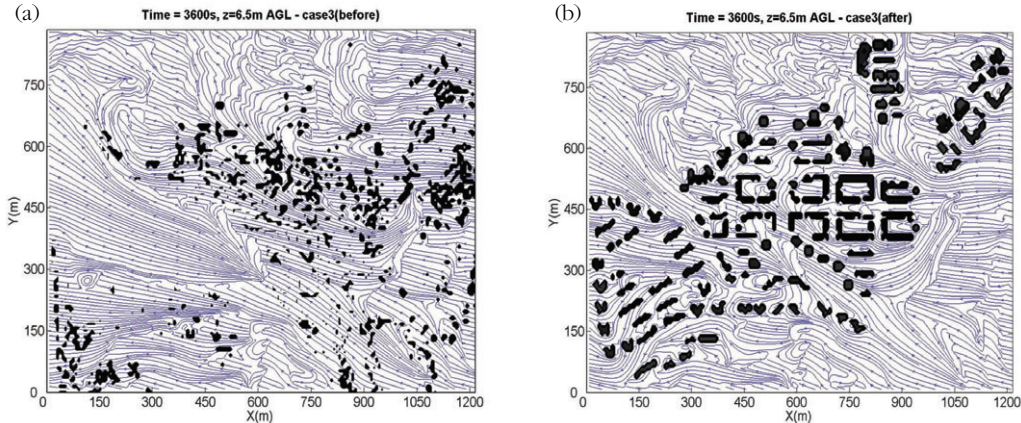 (a)
Time = 3600s, z=6.5m AGL - case3(before)
Y(m)
750
600
450
300
150
0
0 150 300 450 600 750 900 1050 1200
X(m)
(b)
Time = 3600s, z=6.5m AGL - case3(after)
Y(m)
750
600
450
300
150
0
0 150 300 450 600 750 900 1050 1200
X(m)